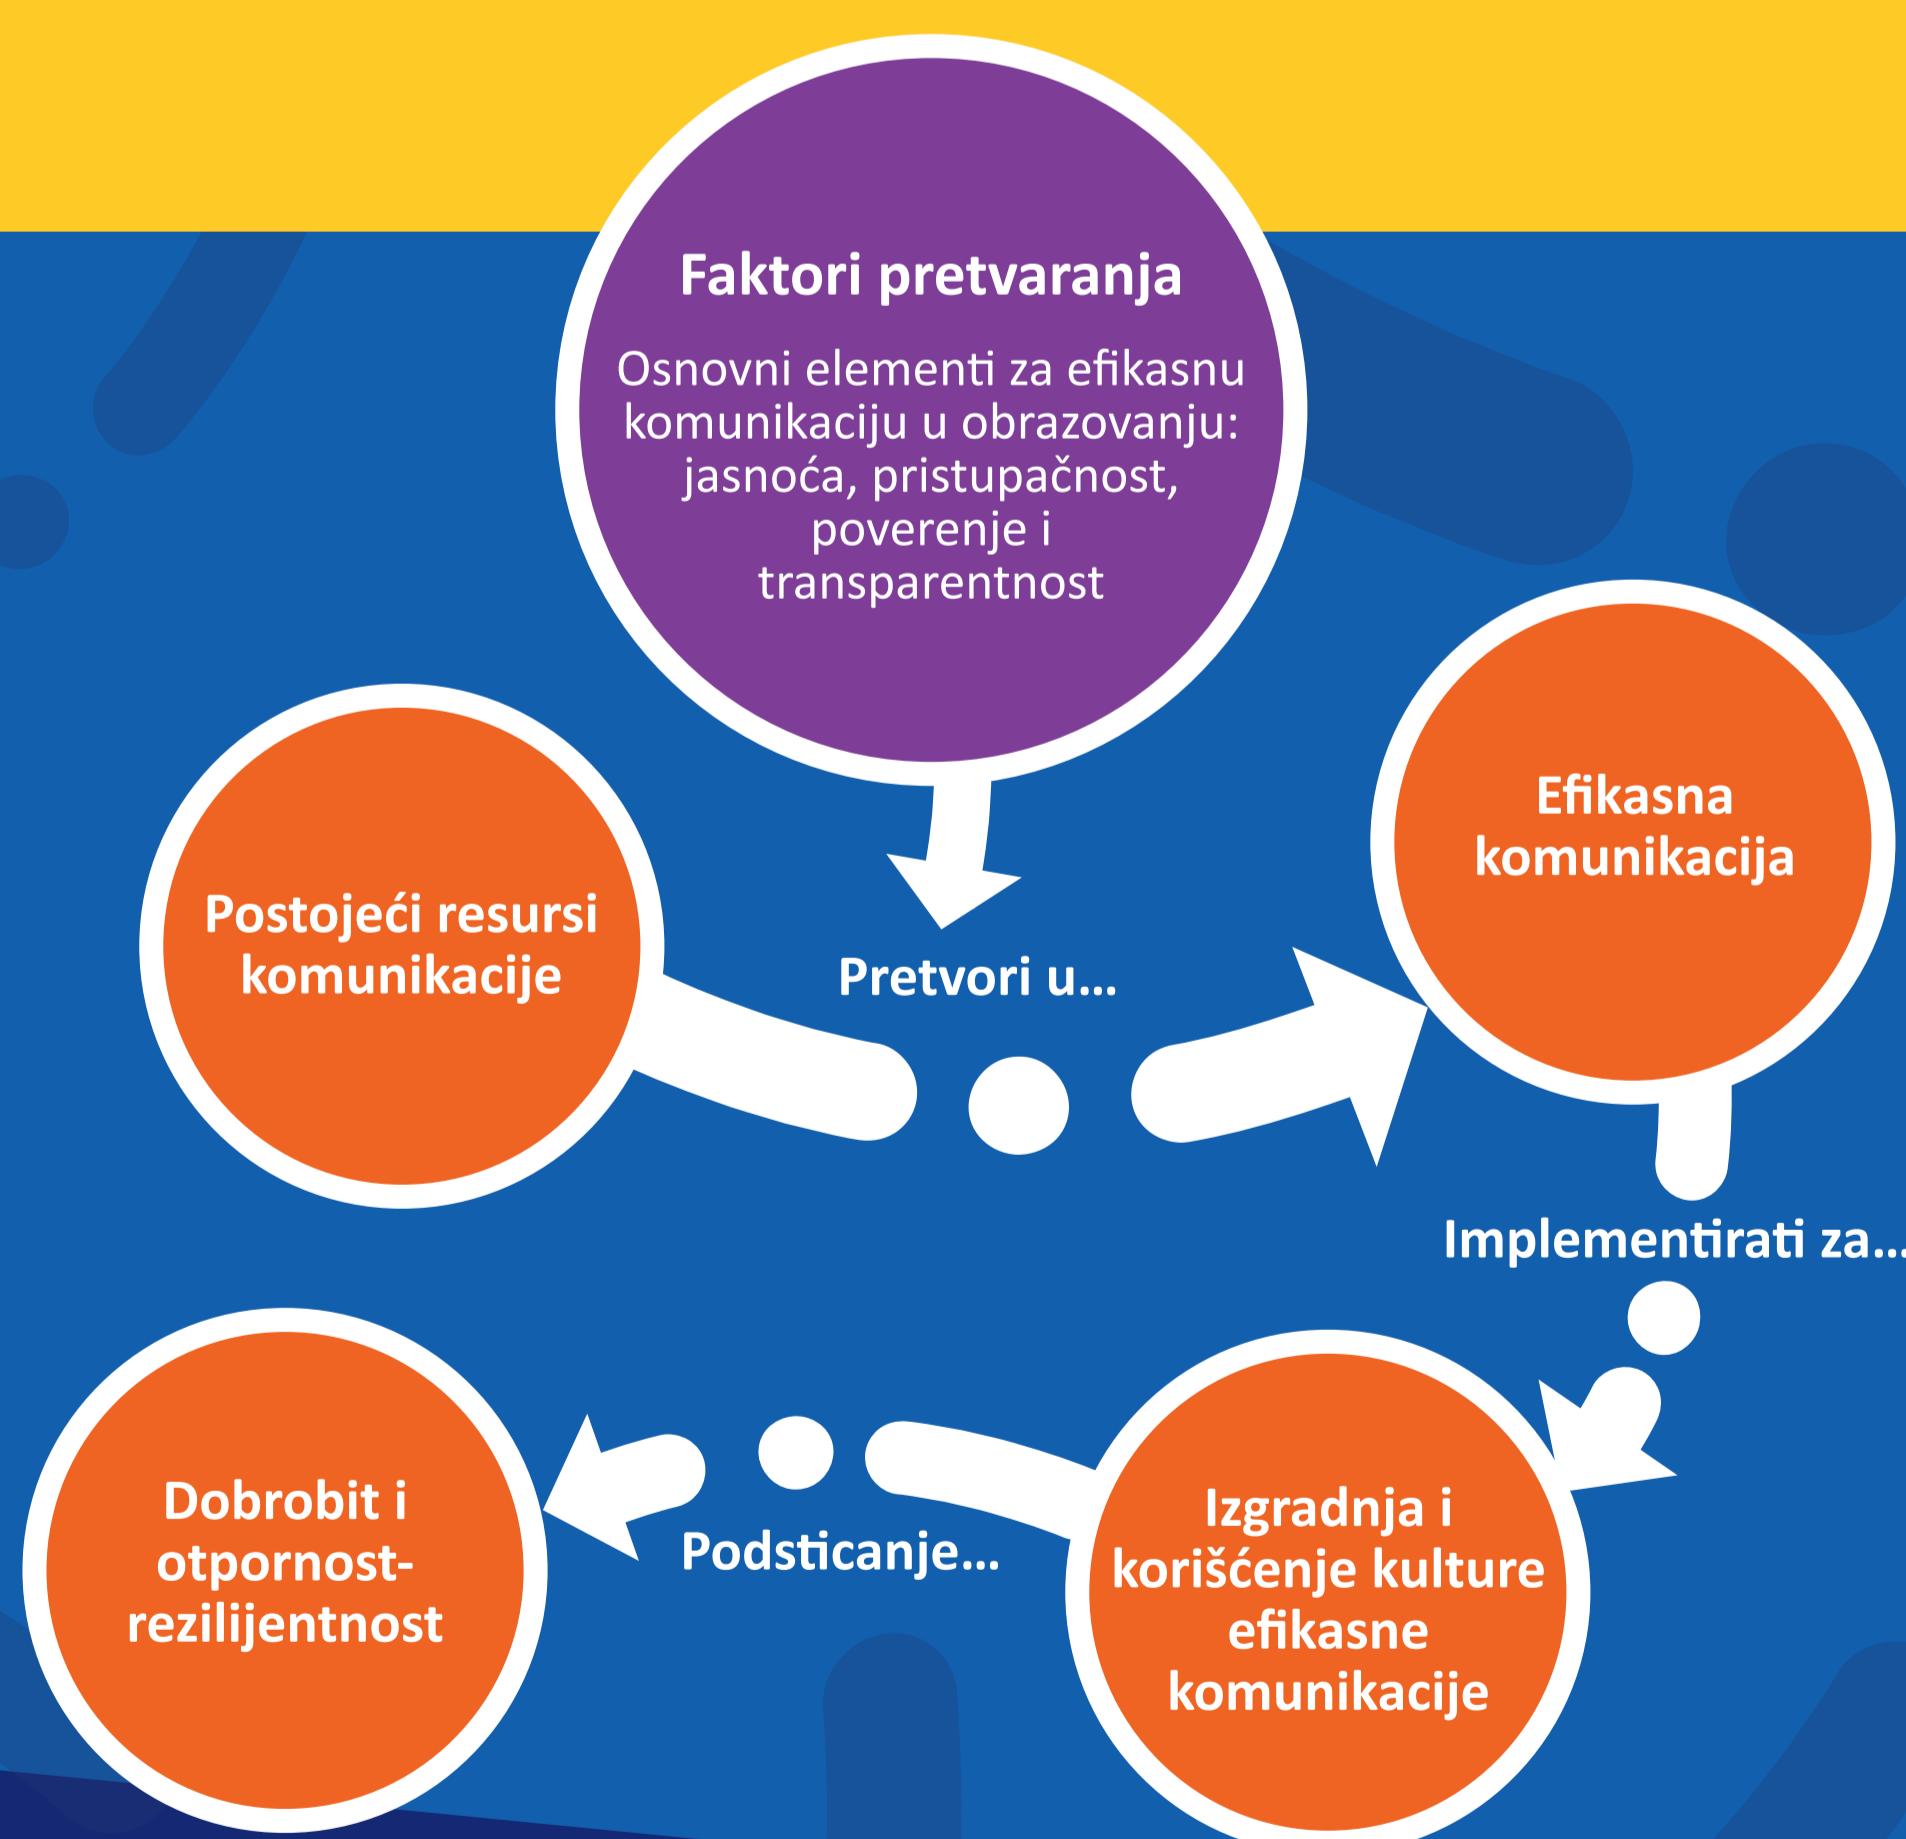 Faktori pretvaranja
Osnovni elementi za efikasnu
komunikaciju u obrazovanju:
jasnoća, pristupačnost,
poverenje i
transparentnost
Postojeći resursi
komunikacije
Pretvori u...
Efikasna
komunikacija
Implementirati za...
Izgradnja i
korišćenje kulture
efikasne
komunikacije
Podsticanje...
Dobrobit i
otpornost-
rezilijentnost